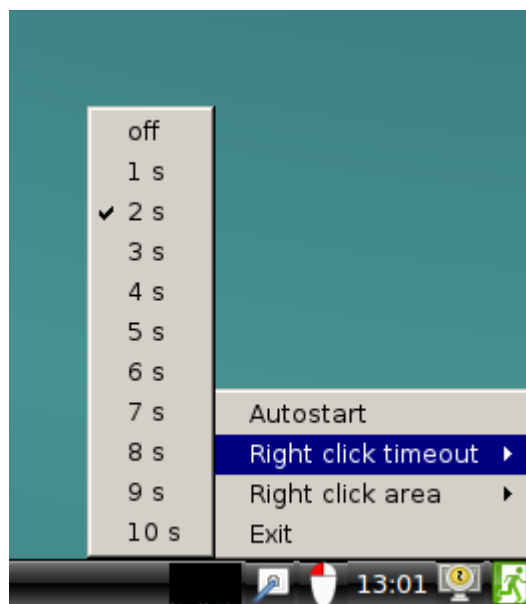 off
1 s
2 s
3 s
4 s
5 s
6 s
7 s
8 s
9 s
10 s
Autostart
Right click timeout
Right click area
Exit
13:01